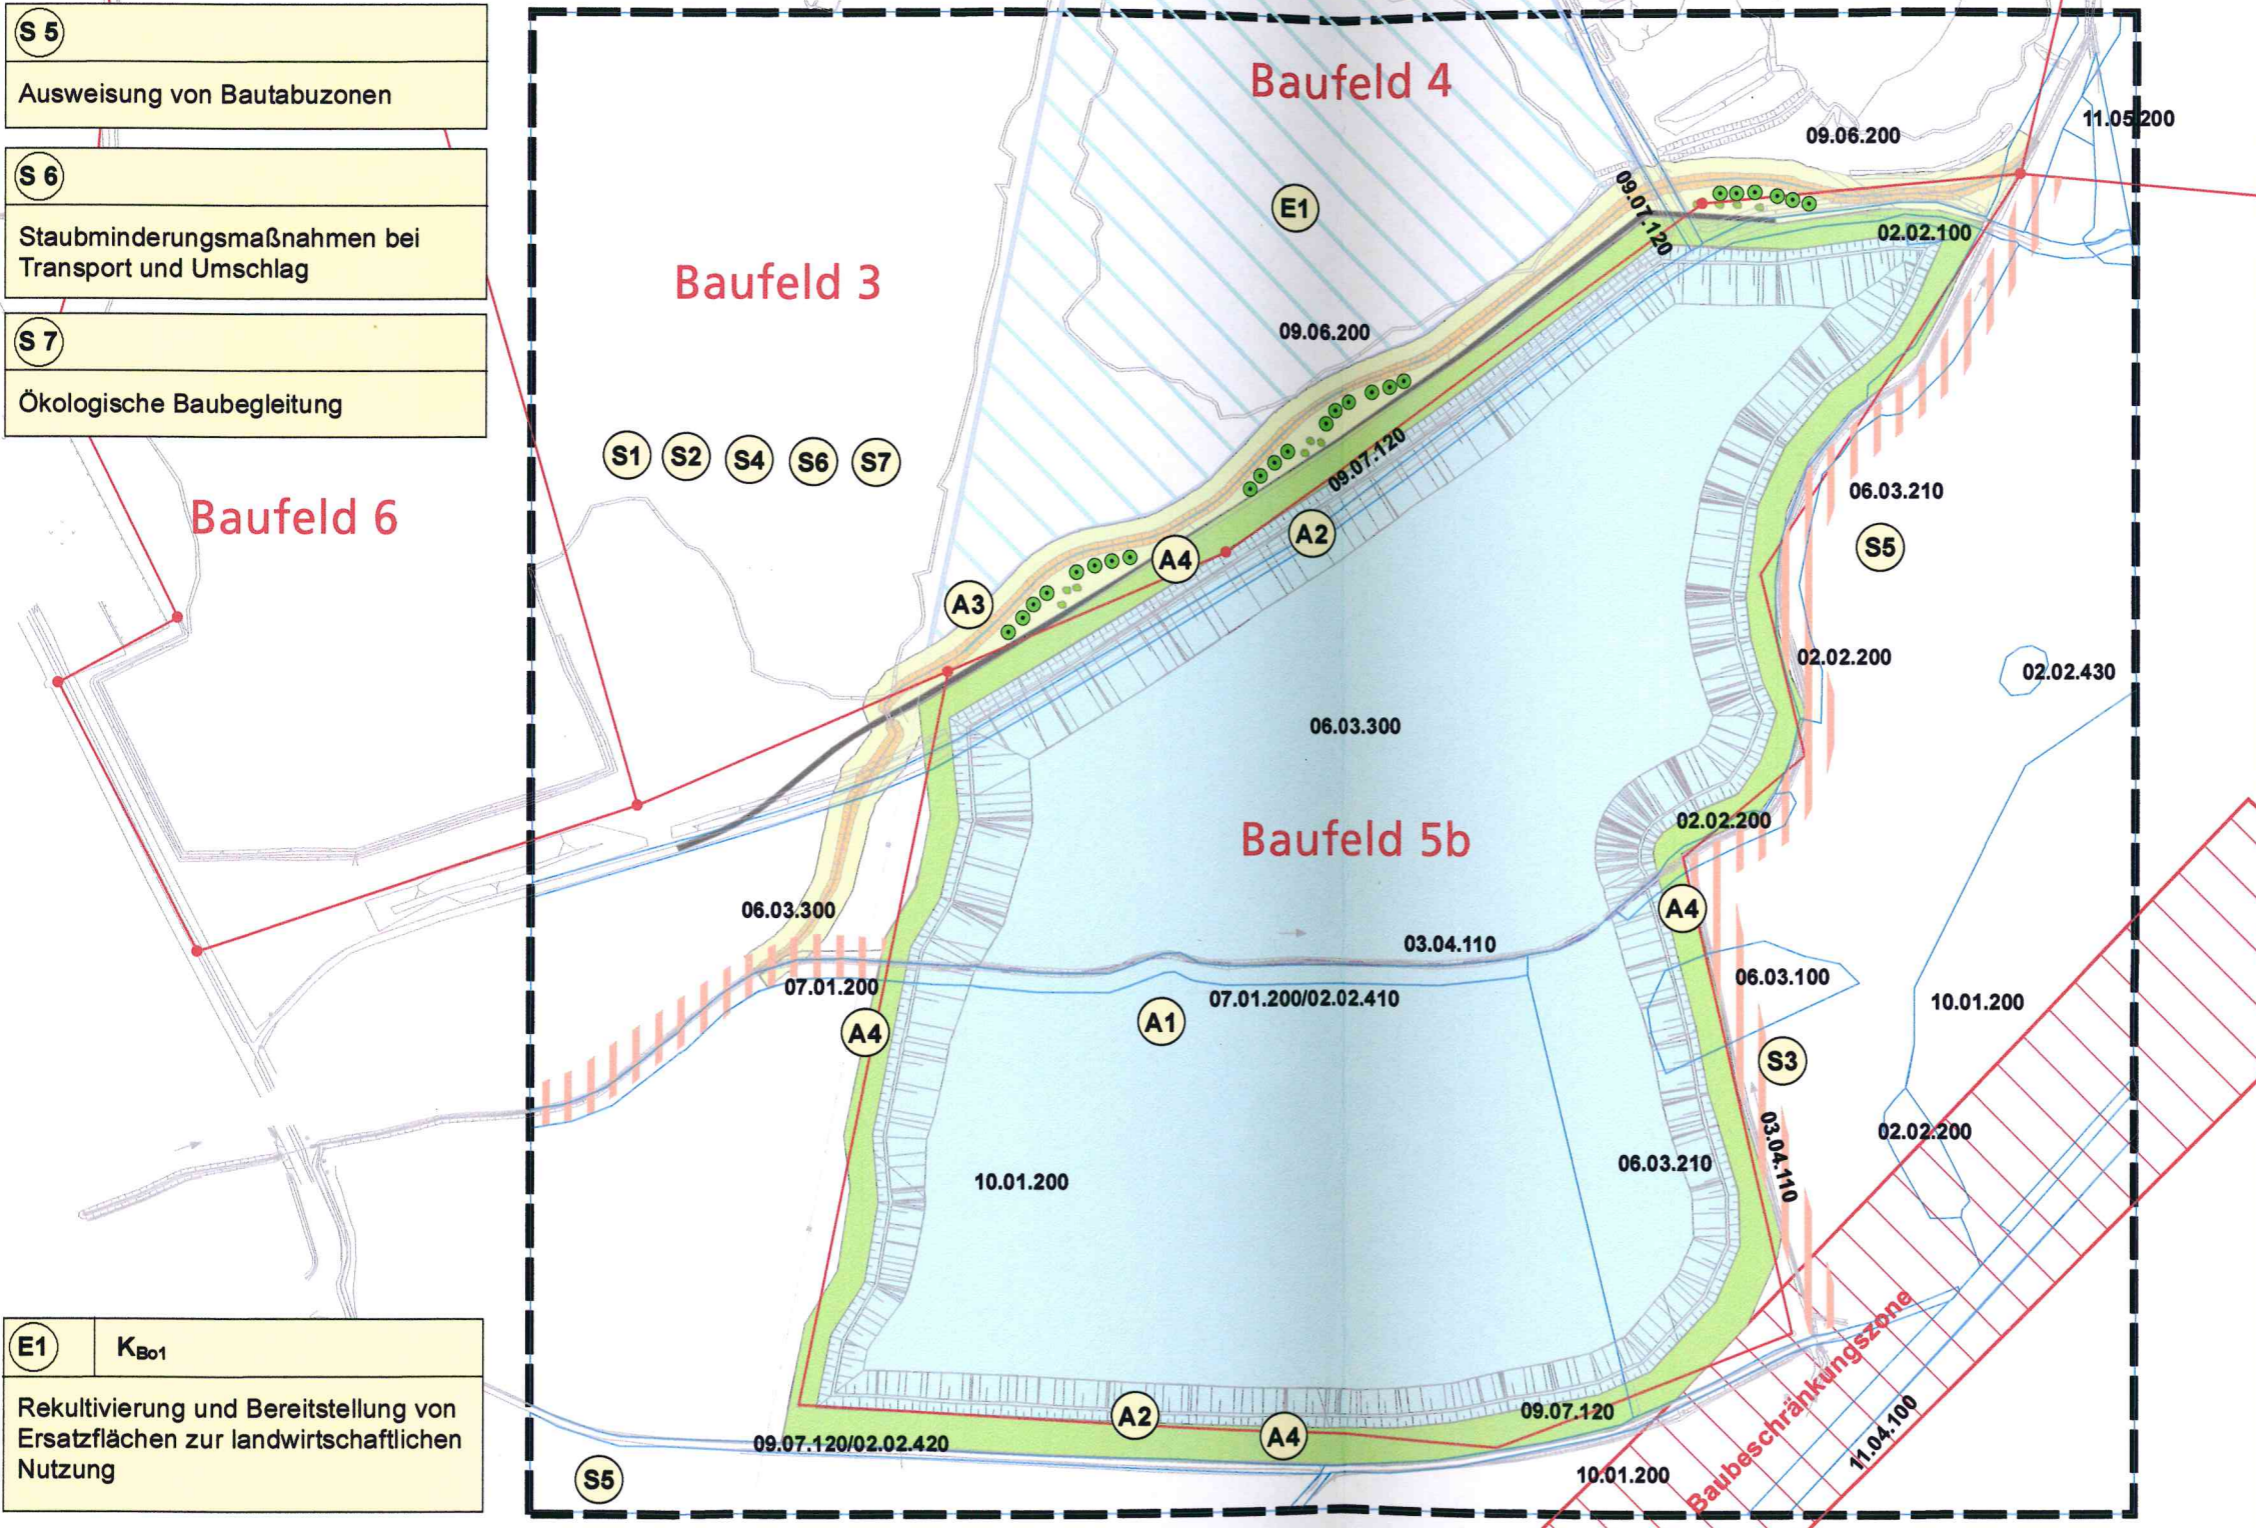 S 5
Ausweisung von Bautabuzonen
S 6
Staubminderungsmaßnahmen bei
Transport und Umschlag
S 7
Ökologische Baubegleitung
Baufeld 6
E1 K_Bo1
Rekultivierung und Bereitstellung von
Ersatzflächen zur landwirtschaftlichen
Nutzung
Baufeld 4
11.05.200
09.06.200
E1
09.07.120
02.02.100
Baufeld 3
09.06.200
S1 S2 S4 S6 S7
09.07.120
06.03.210
A2
S5
A4
A3
02.02.200
02.02.430
06.03.300
02.02.200
Baufeld 5b
06.03.300
A4
03.04.110
06.03.100
07.01.200
07.01.200/02.02.410
10.01.200
A1
A4
S3
02.02.200
03.04.110
06.03.210
10.01.200
Baubeschränkungszone
A2
09.07.120
A4
11.04.100
09.07.120/02.02.420
S5
10.01.200